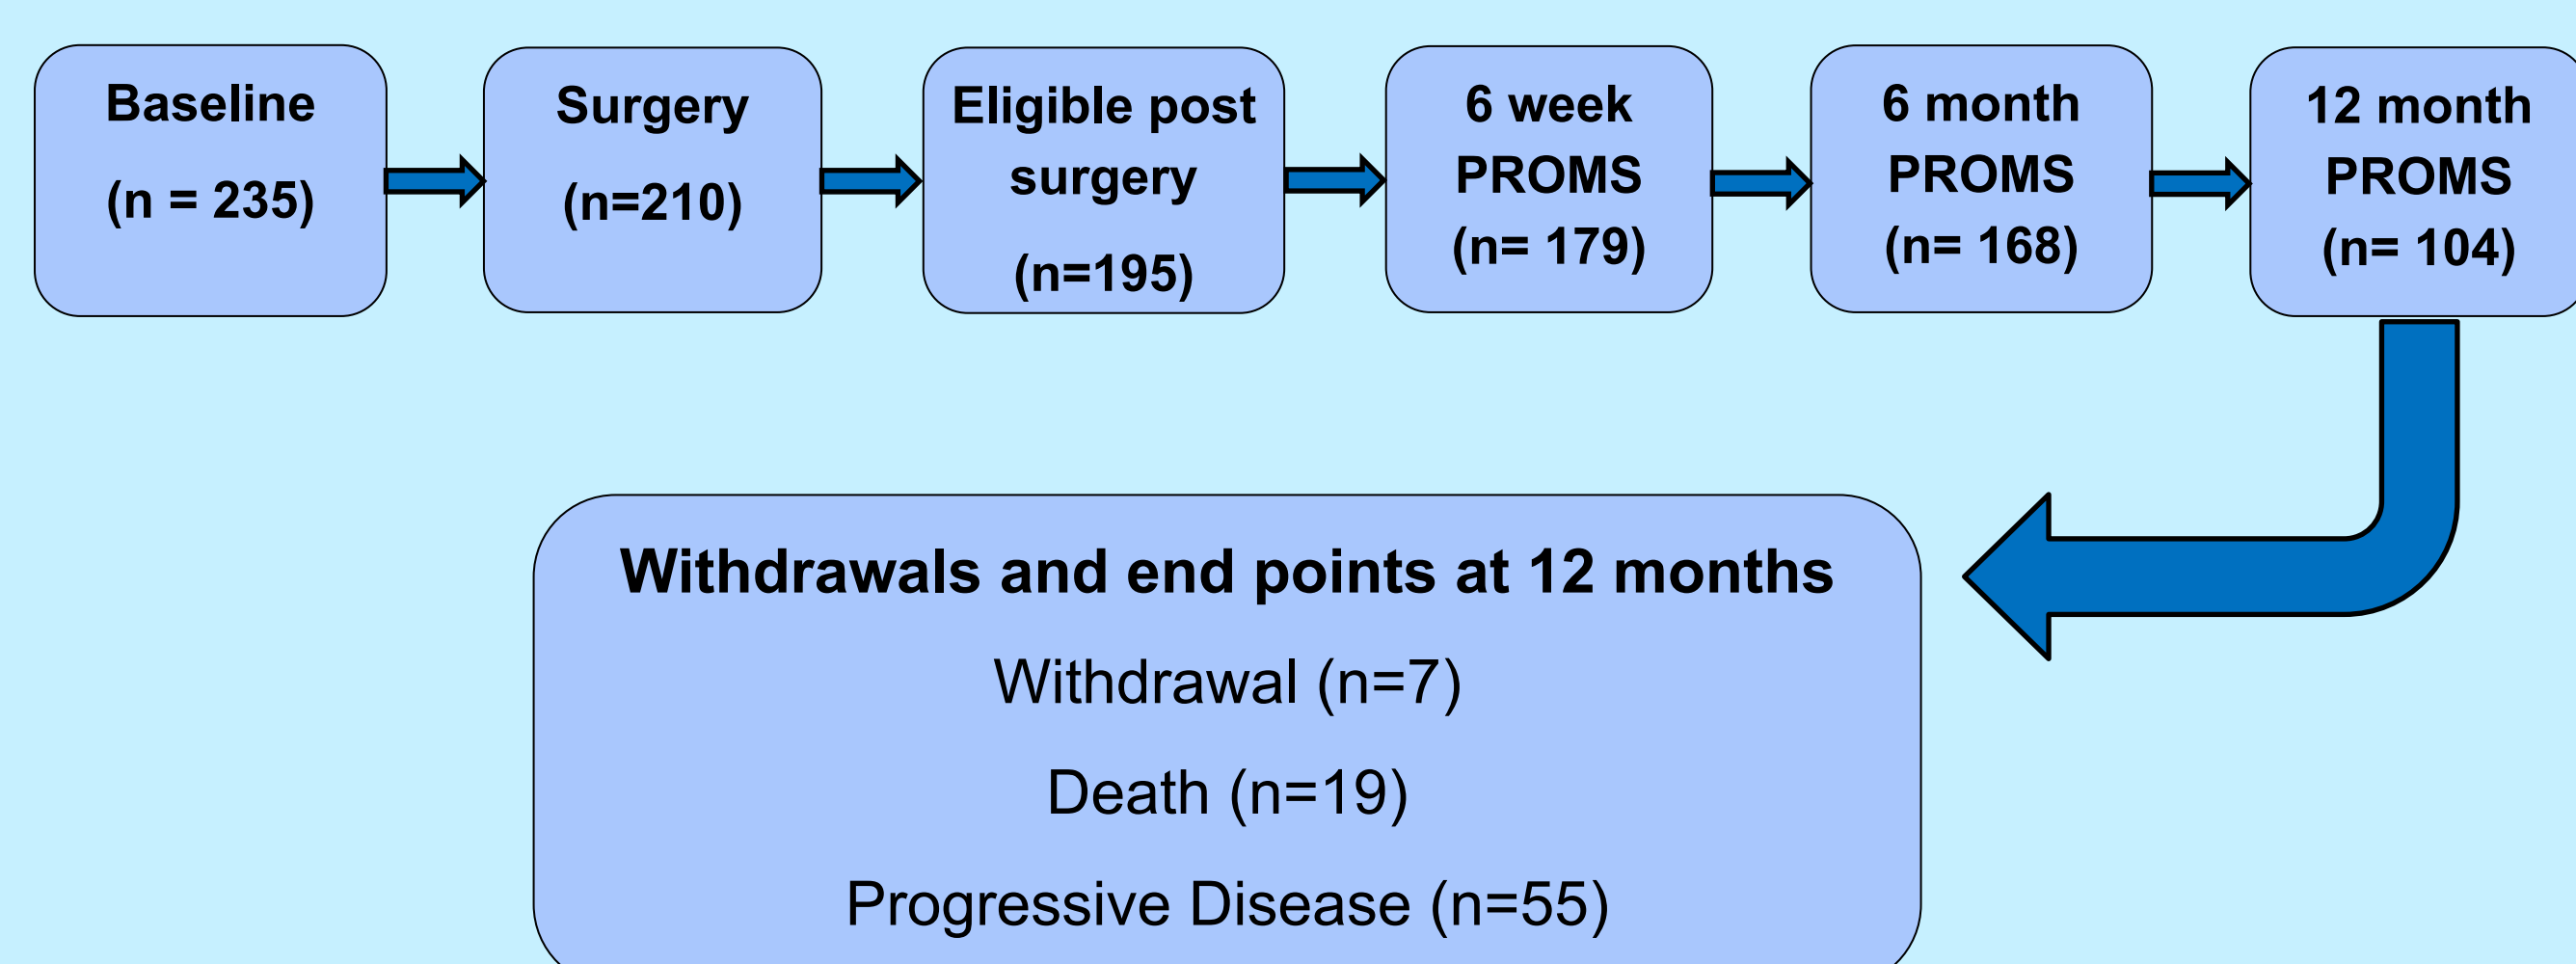 Baseline
(n = 235)
Surgery
(n=210)
Eligible post
surgery
(n=195)
6 week
PROMS
(n= 179)
6 month
PROMS
(n= 168)
12 month
PROMS
(n= 104)
Withdrawals and end points at 12 months
Withdrawal (n=7)
Death (n=19)
Progressive Disease (n=55)